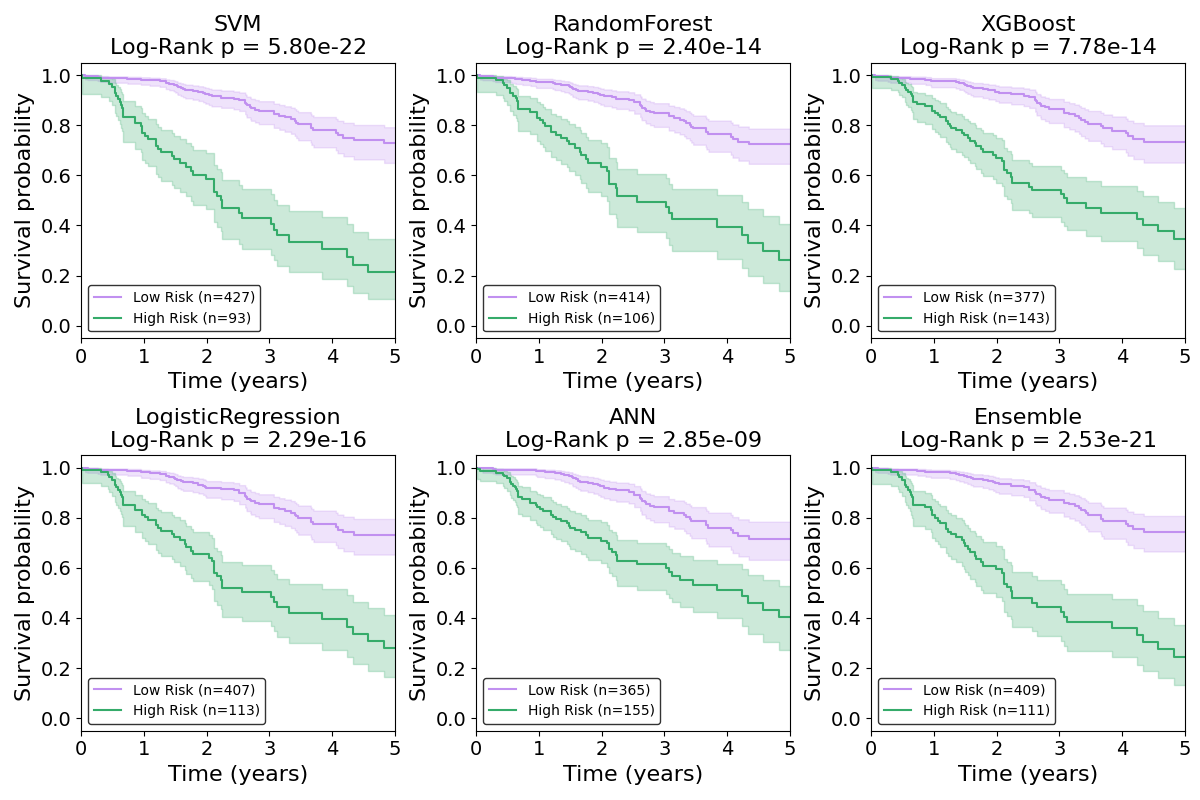 SVM
Log-Rank p = 5.80e-22
Survival probability
1.0
0.8
0.6
0.4
0.2
0.0
Low Risk (n=427)
High Risk (n=93)
0 1 2 3 4 5
Time (years)
RandomForest
Log-Rank p = 2.40e-14
Survival probability
1.0
0.8
0.6
0.4
0.2
0.0
Low Risk (n=414)
High Risk (n=106)
0 1 2 3 4 5
Time (years)
XGBoost
Log-Rank p = 7.78e-14
Survival probability
1.0
0.8
0.6
0.4
0.2
0.0
Low Risk (n=377)
High Risk (n=143)
0 1 2 3 4 5
Time (years)
LogisticRegression
Log-Rank p = 2.29e-16
Survival probability
1.0
0.8
0.6
0.4
0.2
0.0
Low Risk (n=407)
High Risk (n=113)
0 1 2 3 4 5
Time (years)
ANN
Log-Rank p = 2.85e-09
Survival probability
1.0
0.8
0.6
0.4
0.2
0.0
Low Risk (n=365)
High Risk (n=155)
0 1 2 3 4 5
Time (years)
Ensemble
Log-Rank p = 2.53e-21
Survival probability
1.0
0.8
0.6
0.4
0.2
0.0
Low Risk (n=409)
High Risk (n=111)
0 1 2 3 4 5
Time (years)